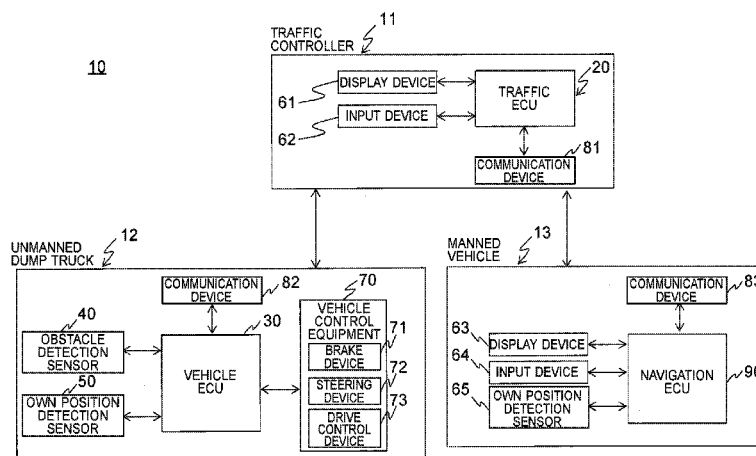 10
TRAFFIC
CONTROLLER
11
DISPLAY DEVICE
61
INPUT DEVICE
62
TRAFFIC
ECU
20
COMMUNICATION
DEVICE
81
UNMANNED
DUMP TRUCK
12
COMMUNICATION
DEVICE
82
40
OBSTACLE
DETECTION
SENSOR
50
OWN POSITION
DETECTION
SENSOR
30
VEHICLE
ECU
70
VEHICLE
CONTROL
EQUIPMENT
71
BRAKE
DEVICE
72
STEERING
DEVICE
73
DRIVE
CONTROL
DEVICE
MANNED
VEHICLE
13
COMMUNICATION
DEVICE
83
63
DISPLAY DEVICE
64
INPUT DEVICE
65
OWN POSITION
DETECTION
SENSOR
NAVIGATION
ECU
90